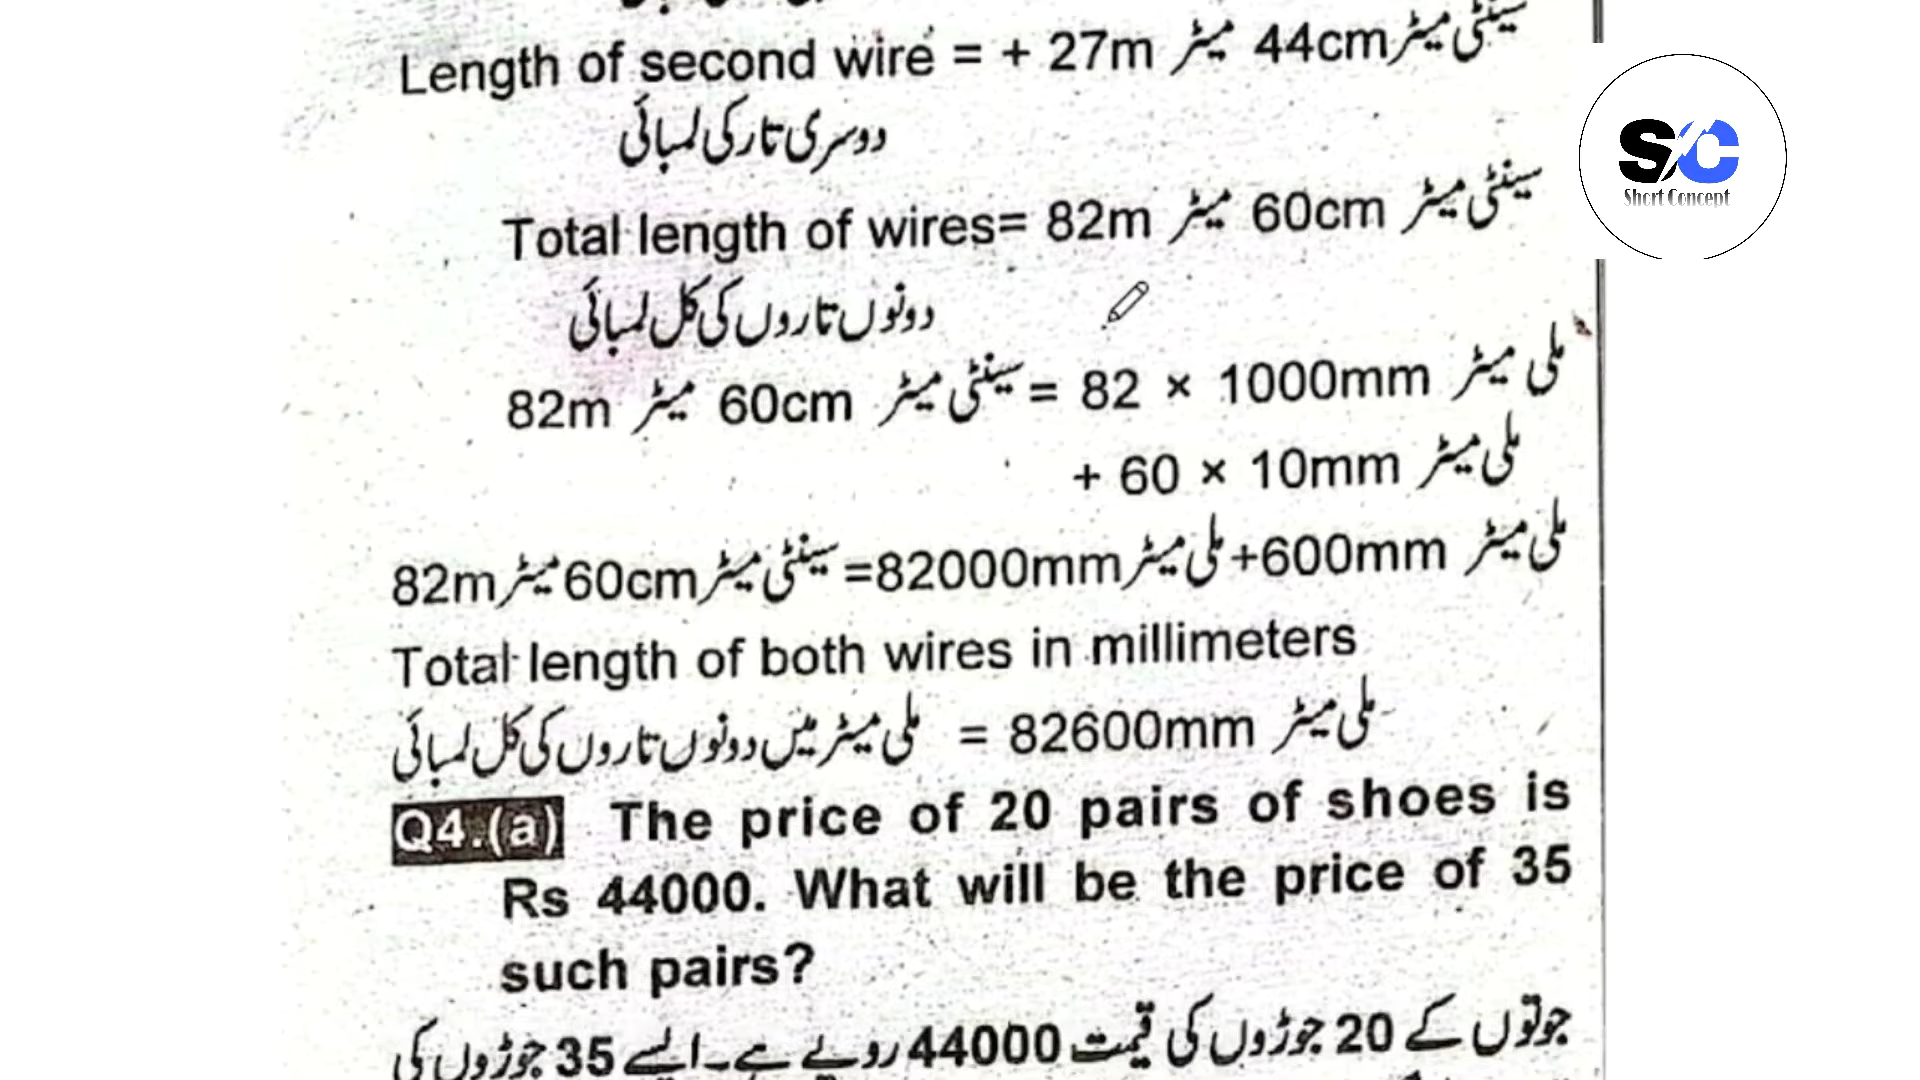 Length of second wire = + 27m میٹر 44cm سینٹی میٹر
دوسری تار کی لمبائی
Total length of wires= 82m میٹر 60cm سینٹی میٹر
دونوں تاروں کی کل لمبائی
82m میٹر 60cm سینٹی میٹر = 82 × 1000mm ملی میٹر
+ 60 × 10mm ملی میٹر
82m میٹر 60cm سینٹی میٹر =82000mm ملی میٹر +600mm ملی میٹر
Total length of both wires in millimeters
ملی میٹر میں دونوں تاروں کی کل لمبائی = 82600mm ملی میٹر
Q4.(a) The price of 20 pairs of shoes is
Rs 44000. What will be the price of 35
such pairs?
جوتوں کے 20 جوڑوں کی قیمت 44000 روپے ہے۔ ایسے 35 جوڑوں کی
S/C
Short Concept